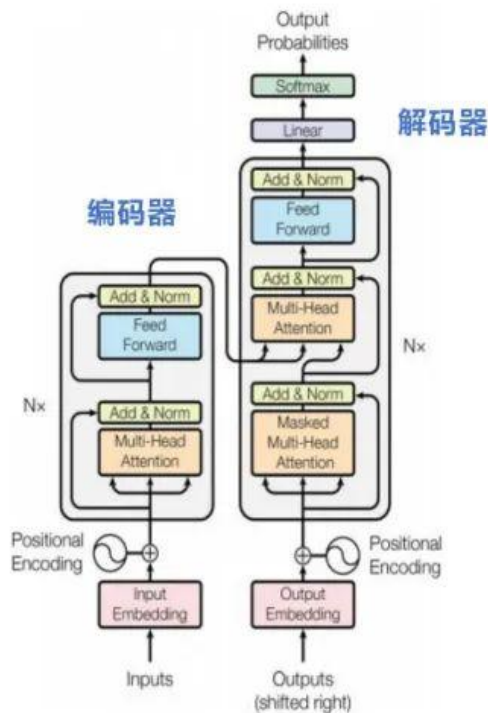 Output
Probabilities
Softmax
Linear
解码器
Add & Norm
Feed
Forward
Add & Norm
Multi-Head
Attention
Nx
Add & Norm
Masked
Multi-Head
Attention
Positional
Encoding
Output
Embedding
Outputs
(shifted right)
编码器
Add & Norm
Feed
Forward
Nx
Add & Norm
Multi-Head
Attention
Positional
Encoding
Input
Embedding
Inputs